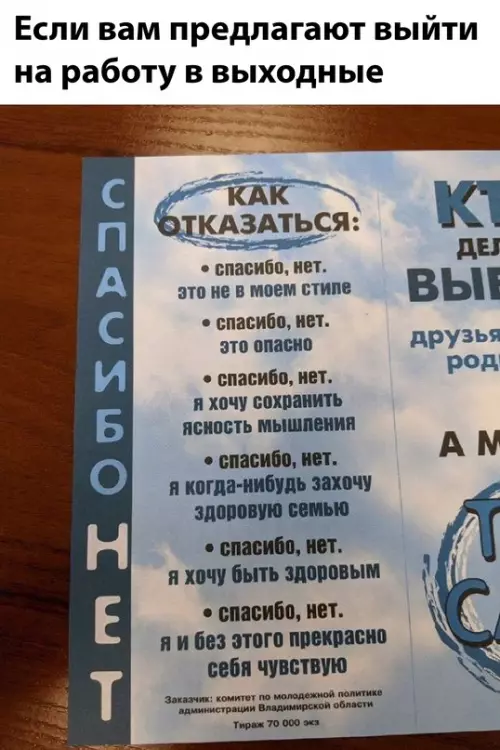 Если вам предлагают выйти
на работу в выходные
СПАСИБО НЕТ
КАК
ОТКАЗАТЬСЯ:
• спасибо, нет.
это не в моем стиле
• спасибо, нет.
это опасно
• спасибо, нет.
я хочу сохранить
ясность мышления
• спасибо, нет.
я когда-нибудь захочу
здоровую семью
• спасибо, нет.
я хочу быть здоровым
• спасибо, нет.
я и без этого прекрасно
себя чувствую
Заказчик: комитет по молодежной политике
администрации Владимирской области
Тираж 70 000 экз
друзья
А М